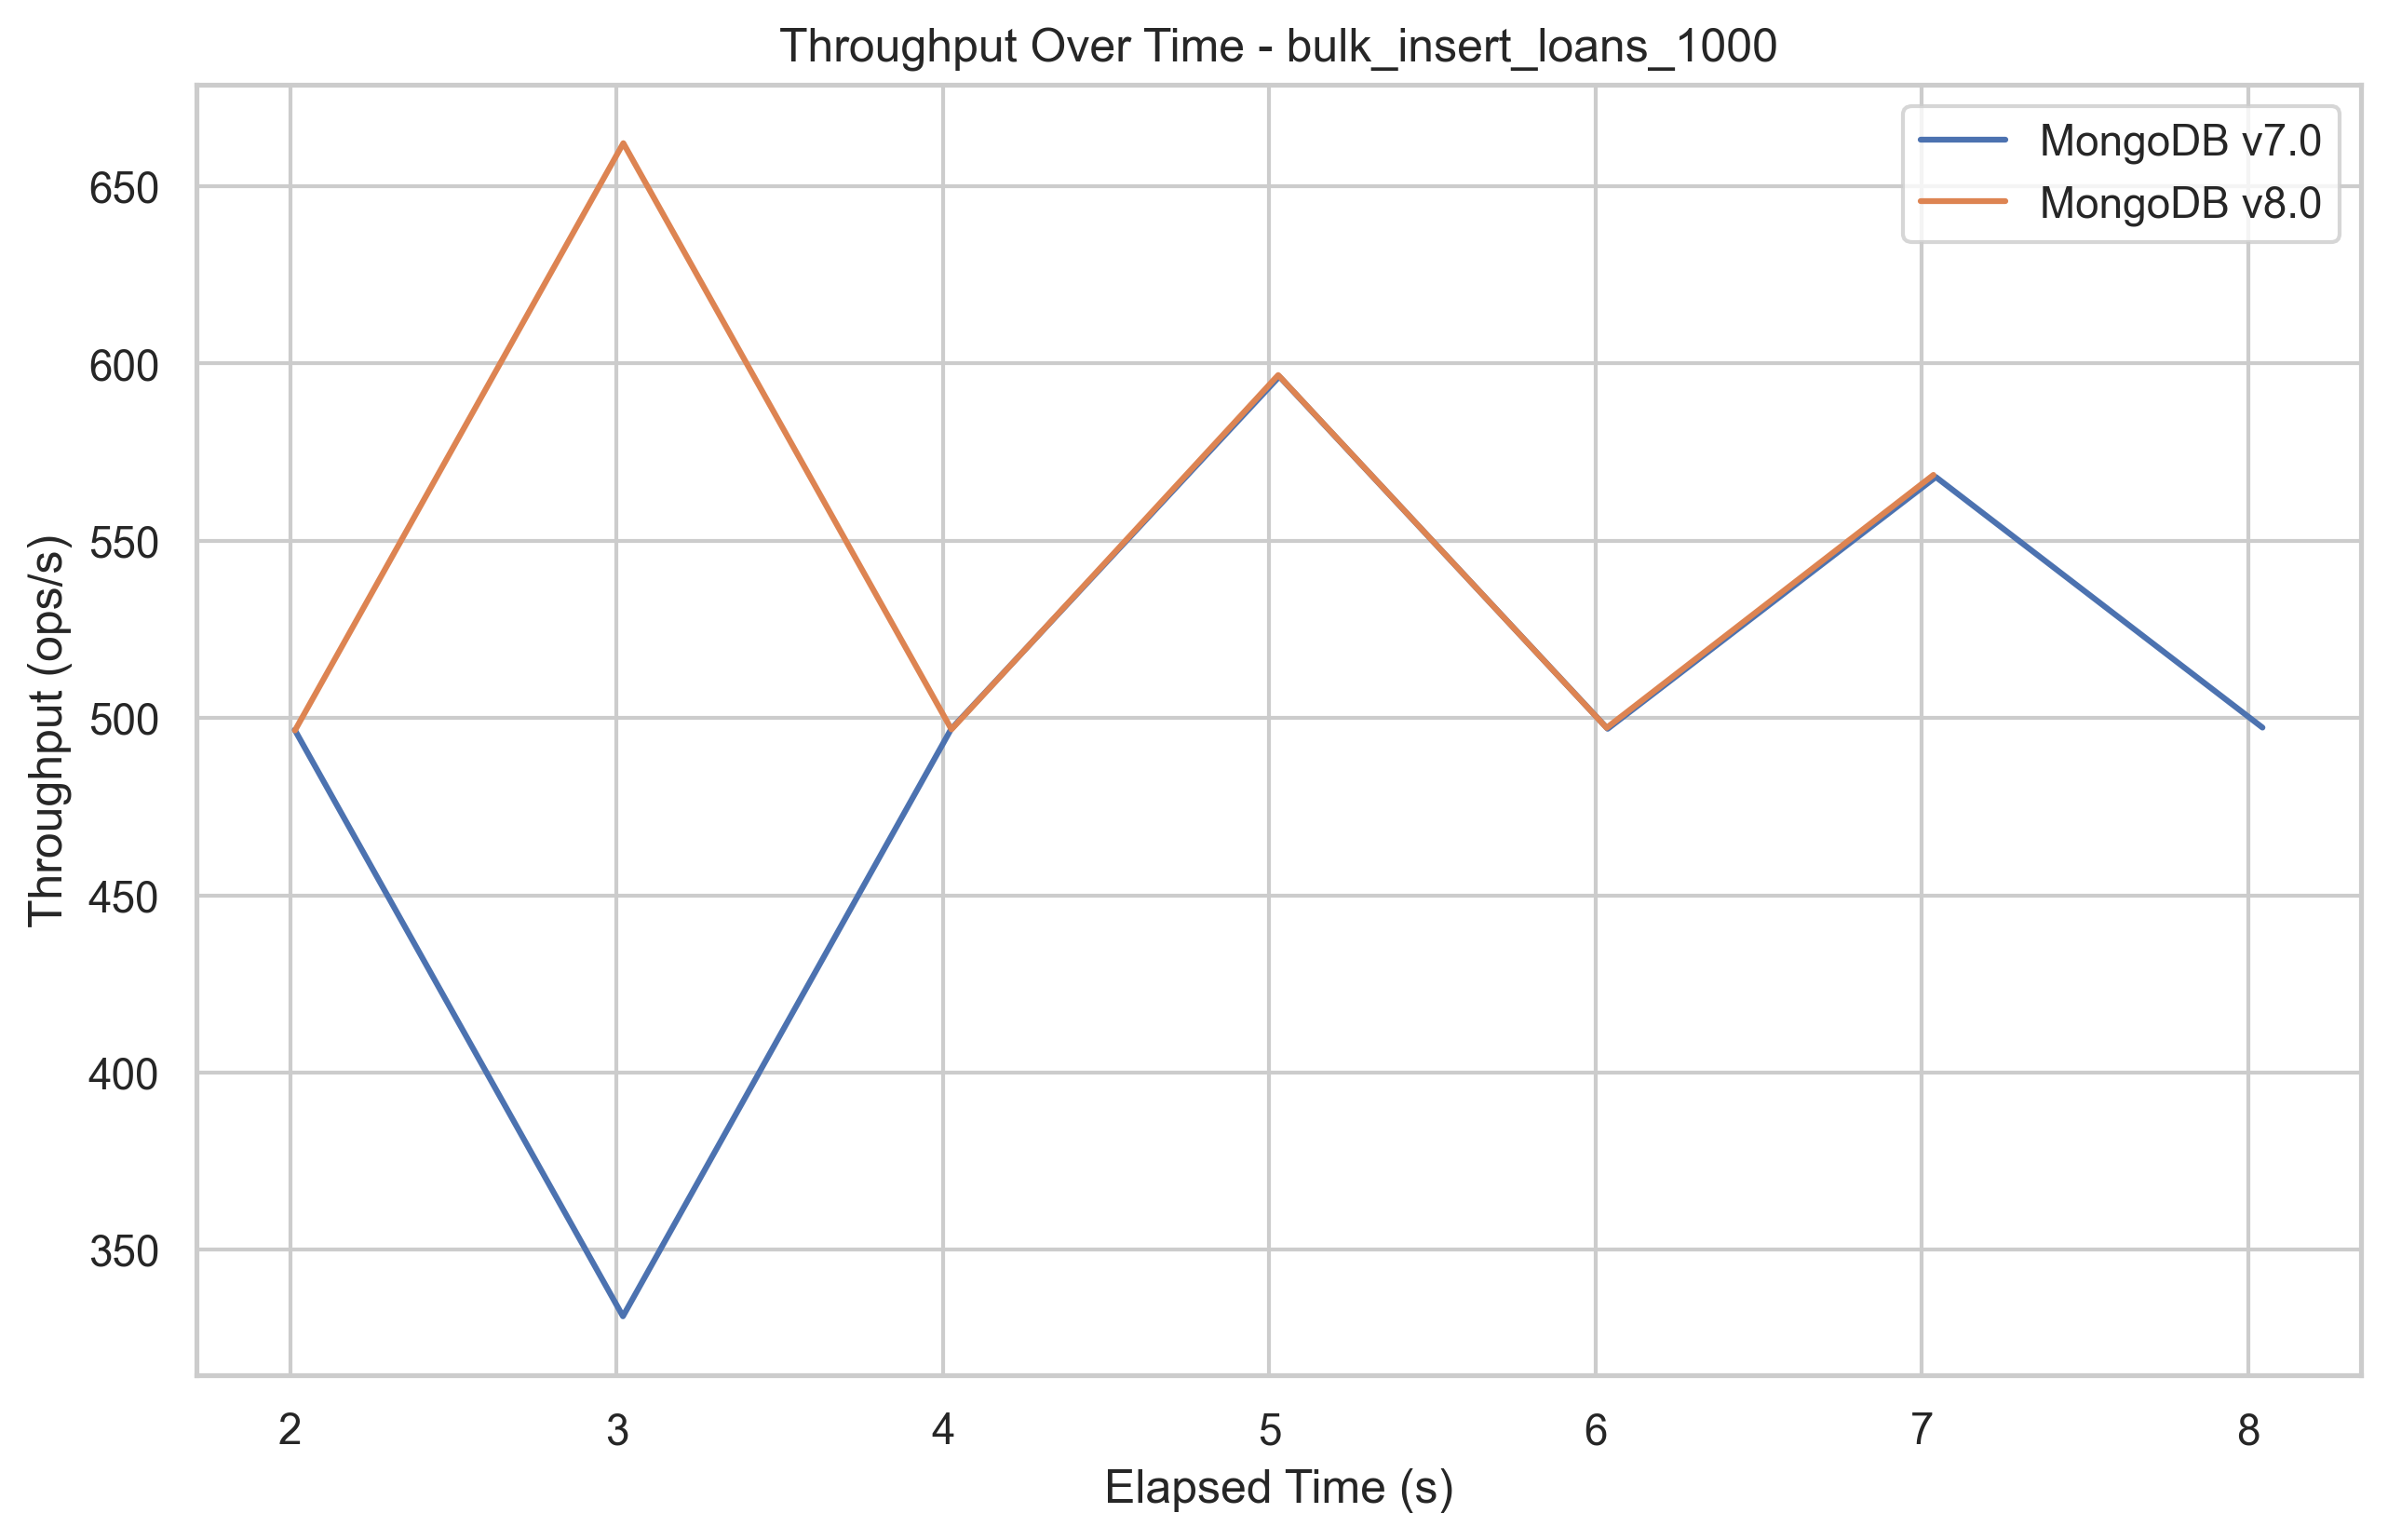 Throughput Over Time - bulk_insert_loans_1000
MongoDB v7.0
MongoDB v8.0
Throughput (ops/s)
650
600
550
500
450
400
350
2 3 4 5 6 7 8
Elapsed Time (s)